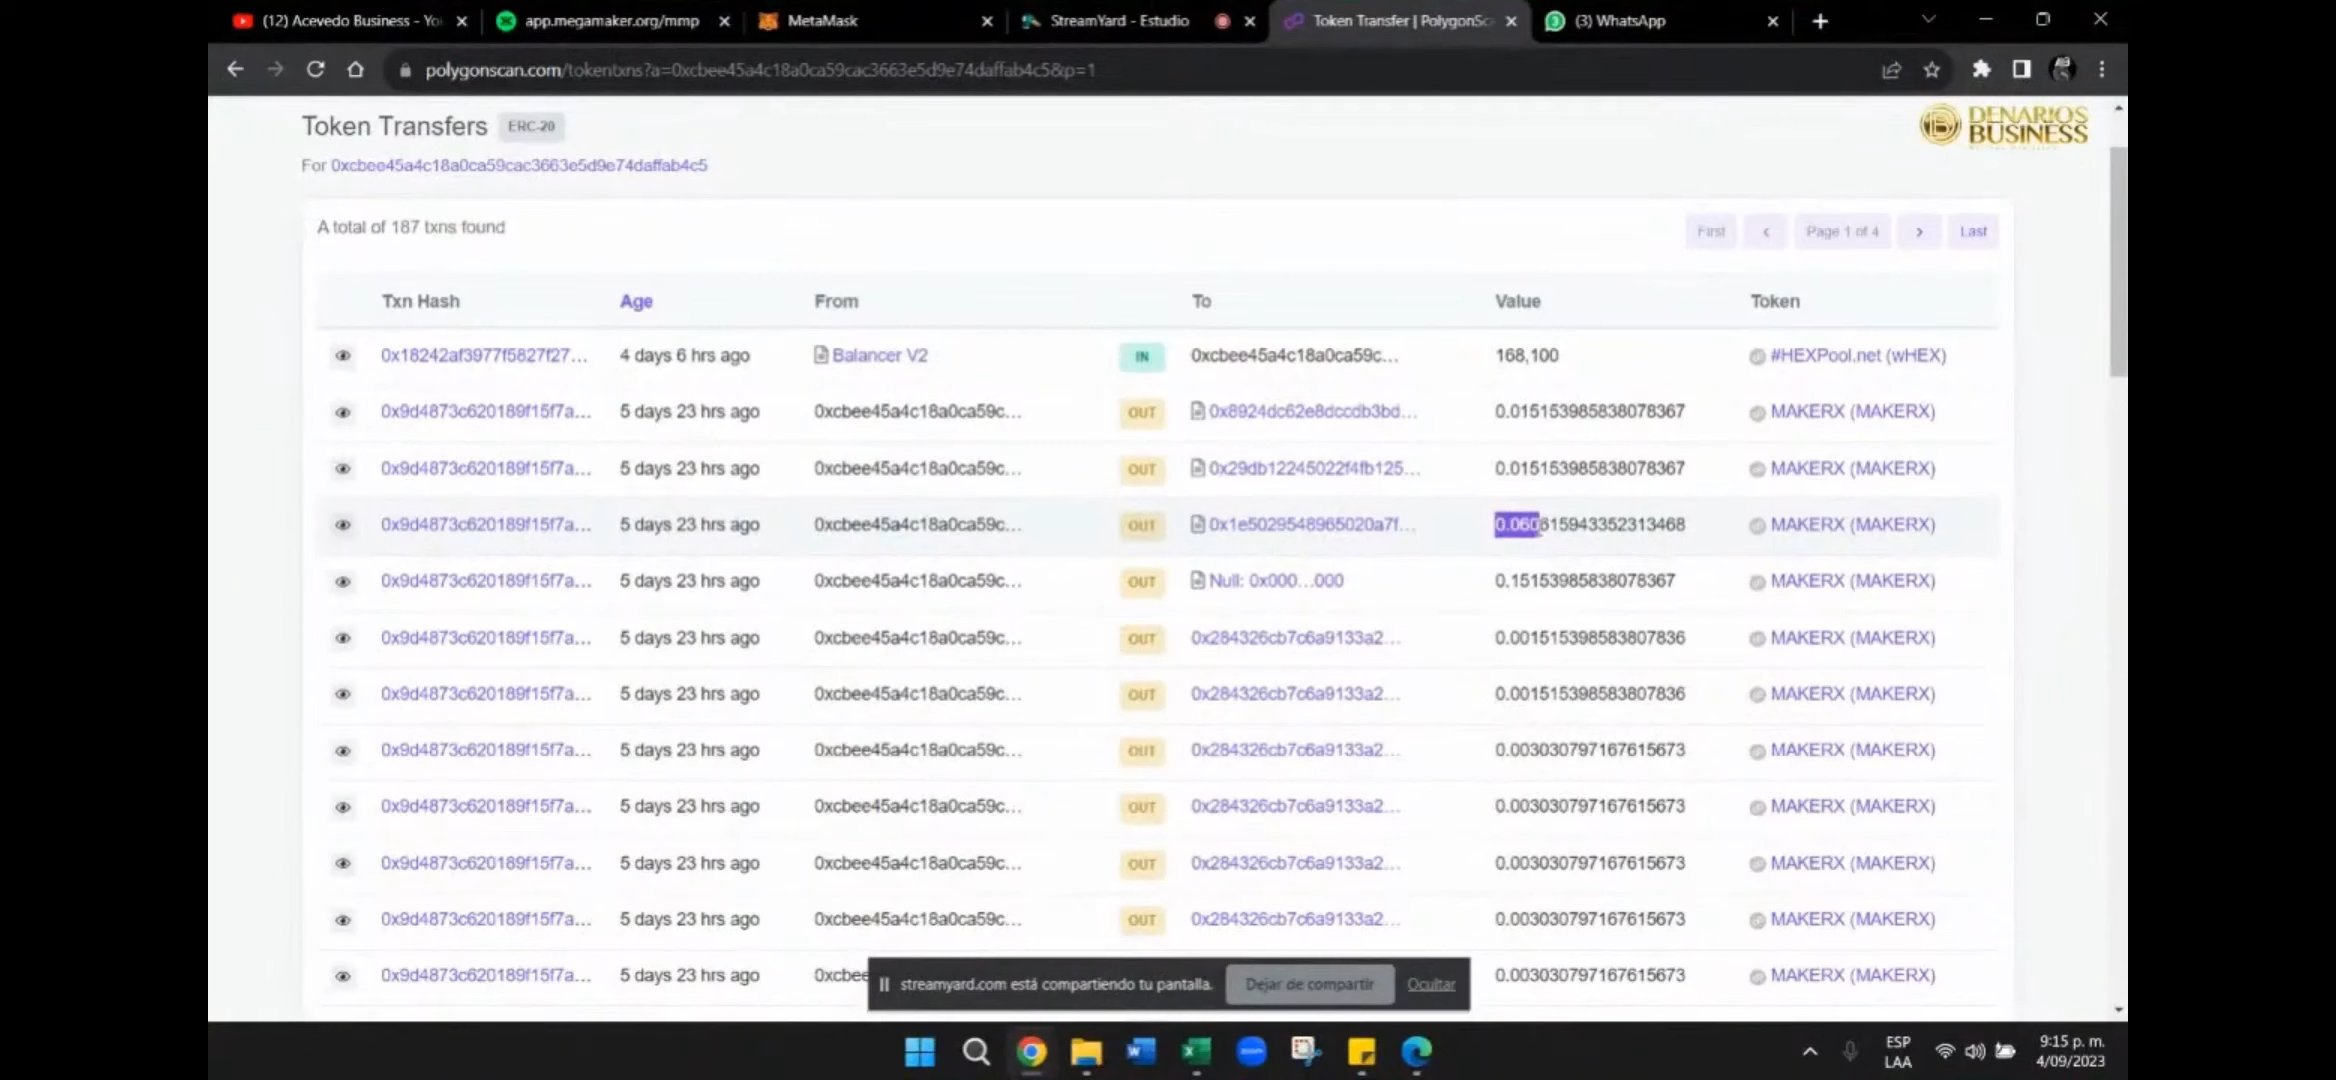 (12) Acevedo Business - Yo
app.megamaker.org/mmp
MetaMask
StreamYard - Estudio
Token Transfer | PolygonSc
(3) WhatsApp
polygonscan.com/tokentxns?a=0xcbee45a4c18a0ca59cac3663e5d9e74daffab4c5&p=1
Token Transfers ERC-20
DENARIOS
BUSINESS
For 0xcbee45a4c18a0ca59cac3663e5d9e74daffab4c5
A total of 187 txns found
First < Page 1 of 4 > Last
Txn Hash Age From To Value Token
0x18242af3977f5827f27... 4 days 6 hrs ago Balancer V2 IN 0xcbee45a4c18a0ca59c... 168,100 #HEXPool.net (wHEX)
0x9d4873c620189f15f7a... 5 days 23 hrs ago 0xcbee45a4c18a0ca59c... OUT 0x8924dc62e8dccdb3bd... 0.015153985838078367 MAKERX (MAKERX)
0x9d4873c620189f15f7a... 5 days 23 hrs ago 0xcbee45a4c18a0ca59c... OUT 0x29db12245022f4fb125... 0.015153985838078367 MAKERX (MAKERX)
0x9d4873c620189f15f7a... 5 days 23 hrs ago 0xcbee45a4c18a0ca59c... OUT 0x1e5029548965020a7f... 0.060615943352313468 MAKERX (MAKERX)
0x9d4873c620189f15f7a... 5 days 23 hrs ago 0xcbee45a4c18a0ca59c... OUT Null: 0x000...000 0.15153985838078367 MAKERX (MAKERX)
0x9d4873c620189f15f7a... 5 days 23 hrs ago 0xcbee45a4c18a0ca59c... OUT 0x284326cb7c6a9133a2... 0.001515398583807836 MAKERX (MAKERX)
0x9d4873c620189f15f7a... 5 days 23 hrs ago 0xcbee45a4c18a0ca59c... OUT 0x284326cb7c6a9133a2... 0.001515398583807836 MAKERX (MAKERX)
0x9d4873c620189f15f7a... 5 days 23 hrs ago 0xcbee45a4c18a0ca59c... OUT 0x284326cb7c6a9133a2... 0.003030797167615673 MAKERX (MAKERX)
0x9d4873c620189f15f7a... 5 days 23 hrs ago 0xcbee45a4c18a0ca59c... OUT 0x284326cb7c6a9133a2... 0.003030797167615673 MAKERX (MAKERX)
0x9d4873c620189f15f7a... 5 days 23 hrs ago 0xcbee45a4c18a0ca59c... OUT 0x284326cb7c6a9133a2... 0.003030797167615673 MAKERX (MAKERX)
0x9d4873c620189f15f7a... 5 days 23 hrs ago 0xcbee45a4c18a0ca59c... OUT 0x284326cb7c6a9133a2... 0.003030797167615673 MAKERX (MAKERX)
0x9d4873c620189f15f7a... 5 days 23 hrs ago 0xcbee 0.003030797167615673 MAKERX (MAKERX)
streamyard.com está compartiendo tu pantalla. Dejar de compartir Ocultar
ESP
LAA
9:15 p. m.
4/09/2023